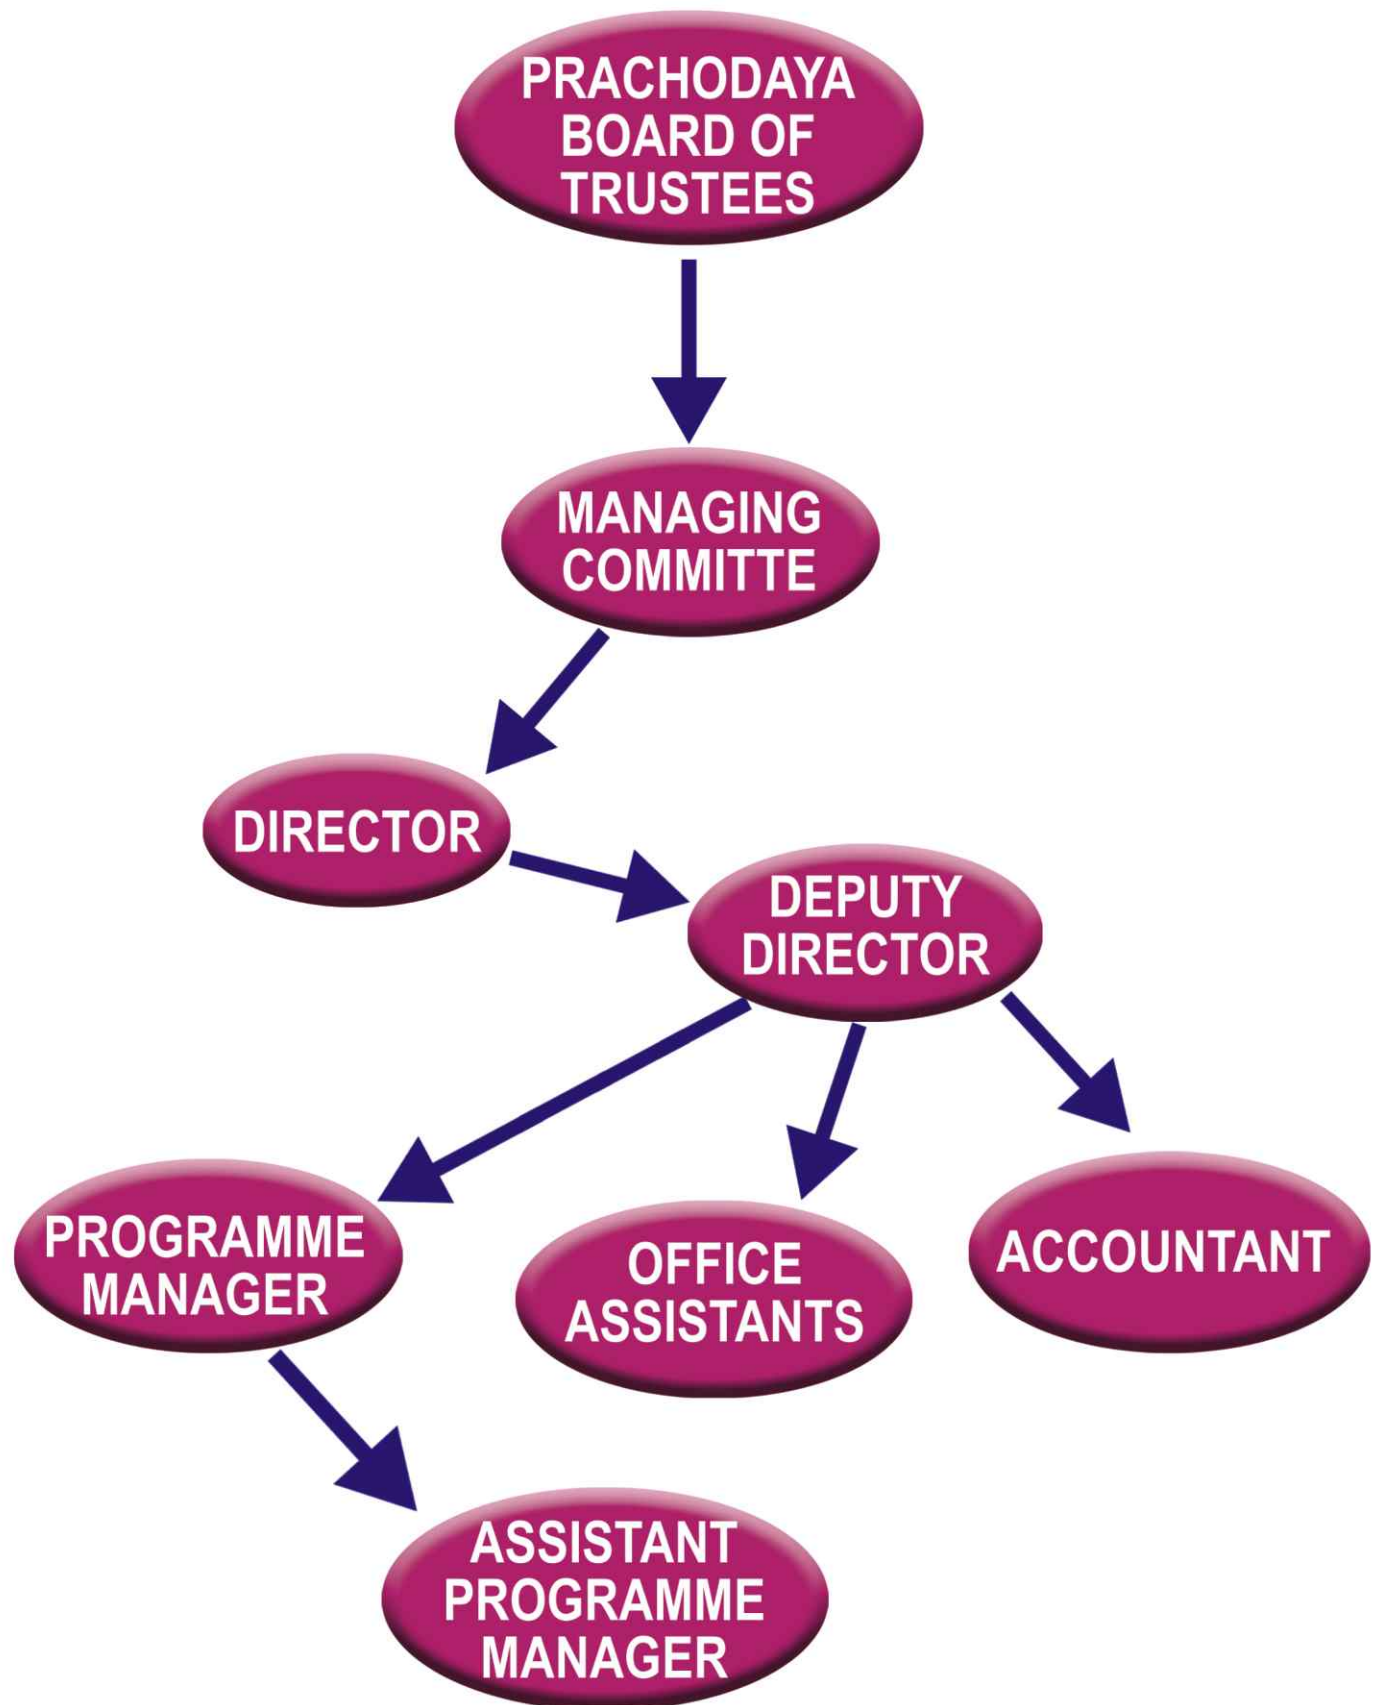 PRACHODAYA
BOARD OF
TRUSTEES
MANAGING
COMMITTE
DIRECTOR
DEPUTY
DIRECTOR
PROGRAMME
MANAGER
OFFICE
ASSISTANTS
ACCOUNTANT
ASSISTANT
PROGRAMME
MANAGER